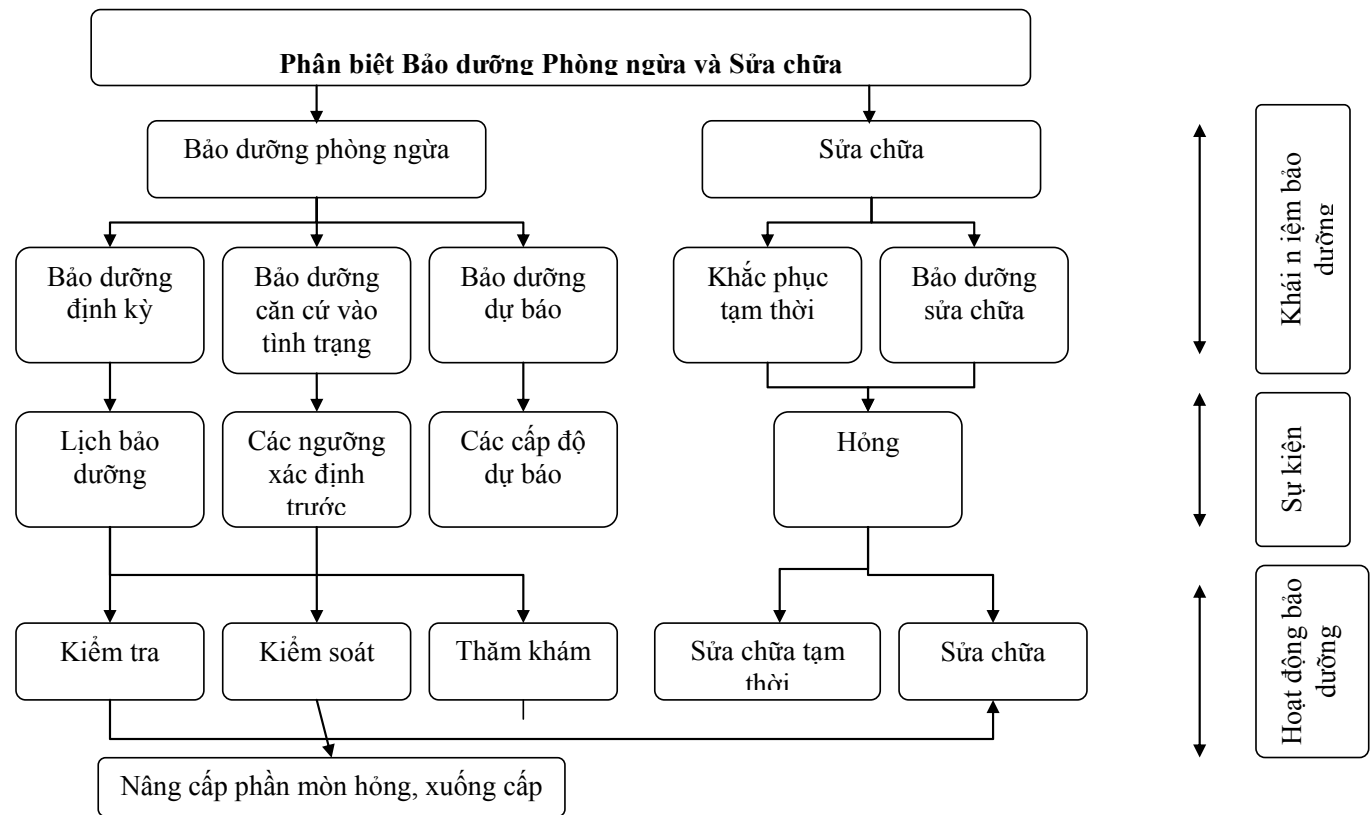 Phân biệt Bảo dưỡng Phòng ngừa và Sửa chữa
Bảo dưỡng phòng ngừa
Sửa chữa
Bảo dưỡng
định kỳ
Bảo dưỡng
căn cứ vào
tình trạng
Bảo dưỡng
dự báo
Khắc phục
tạm thời
Bảo dưỡng
sửa chữa
Khái n iệm bảo
dưỡng
Lịch bảo
dưỡng
Các ngưỡng
xác định
trước
Các cấp độ
dự báo
Hỏng
Sự kiện
Kiểm tra
Kiểm soát
Thăm khám
Sửa chữa tạm
thời
Sửa chữa
Hoạt động bảo
dưỡng
Nâng cấp phần mòn hỏng, xuống cấp